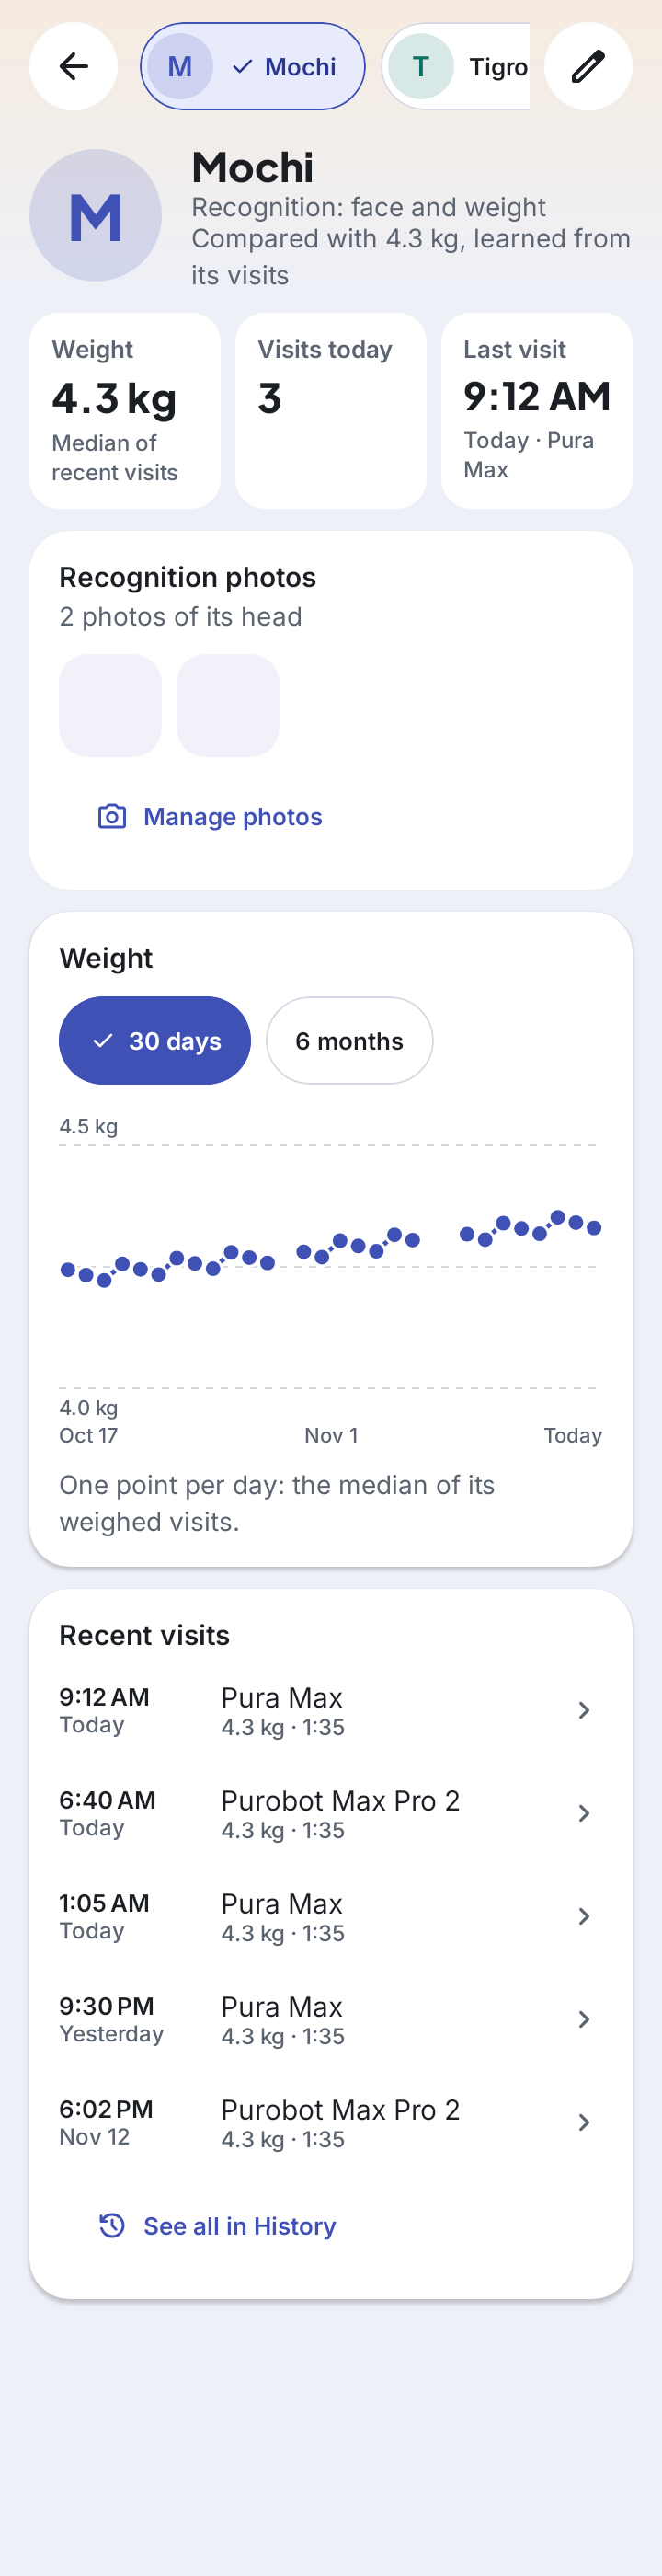 M
Mochi
T
Tigro
M
Mochi
Recognition: face and weight
Compared with 4.3 kg, learned from
its visits
Weight
4.3 kg
Median of
recent visits
Visits today
3
Last visit
9:12 AM
Today · Pura
Max
Recognition photos
2 photos of its head
Manage photos
Weight
30 days
6 months
4.5 kg
4.0 kg
Oct 17
Nov 1
Today
One point per day: the median of its
weighed visits.
Recent visits
9:12 AM
Today
Pura Max
4.3 kg · 1:35
6:40 AM
Today
Purobot Max Pro 2
4.3 kg · 1:35
1:05 AM
Today
Pura Max
4.3 kg · 1:35
9:30 PM
Yesterday
Pura Max
4.3 kg · 1:35
6:02 PM
Nov 12
Purobot Max Pro 2
4.3 kg · 1:35
See all in History